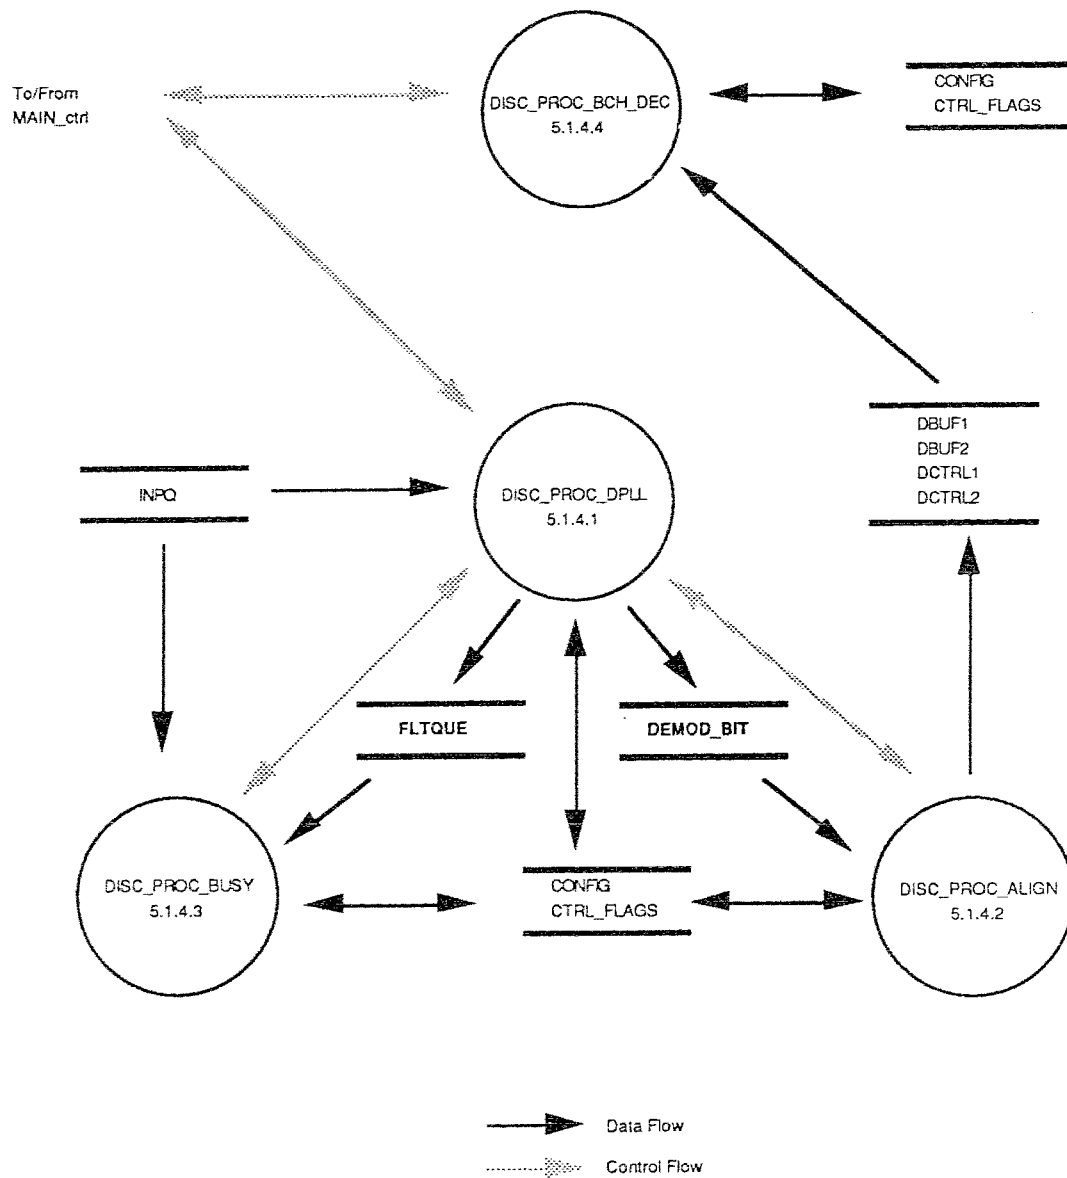 To/From
MAIN_ctrl
DISC_PROC_BCH_DEC
5.1.4.4
CONFIG
CTRL_FLAGS
DBUF1
DBUF2
DCTRL1
DCTRL2
INPQ
DISC_PROC_DPLL
5.1.4.1
FLTQUE
DEMOD_BIT
DISC_PROC_BUSY
5.1.4.3
CONFIG
CTRL_FLAGS
DISC_PROC_ALIGN
5.1.4.2
Data Flow
Control Flow